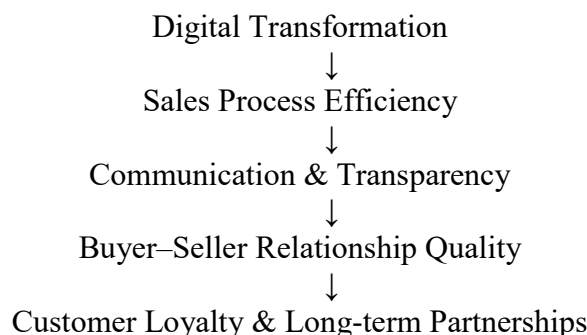 Digital Transformation
↓
Sales Process Efficiency
↓
Communication & Transparency
↓
Buyer–Seller Relationship Quality
↓
Customer Loyalty & Long-term Partnerships